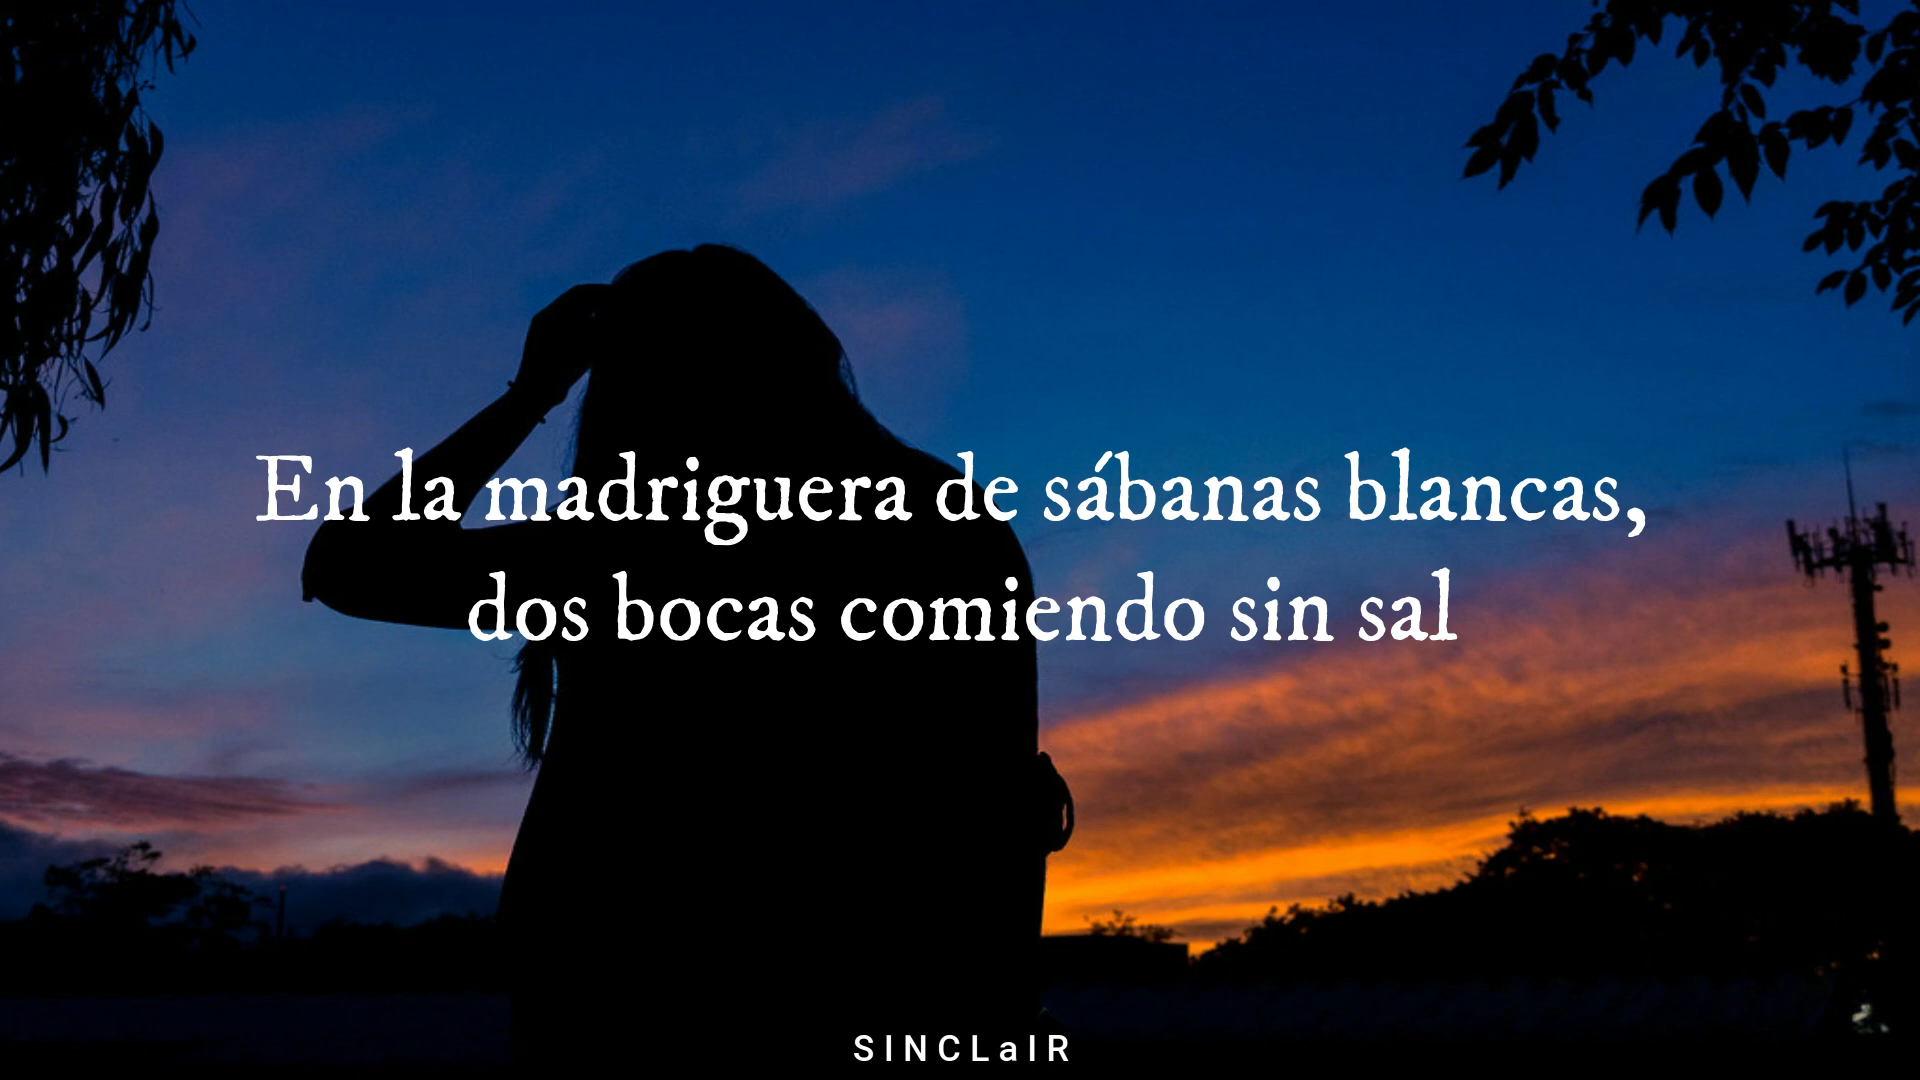 En la madriguera de sábanas blancas,
dos bocas comiendo sin sal
SINCLaIR